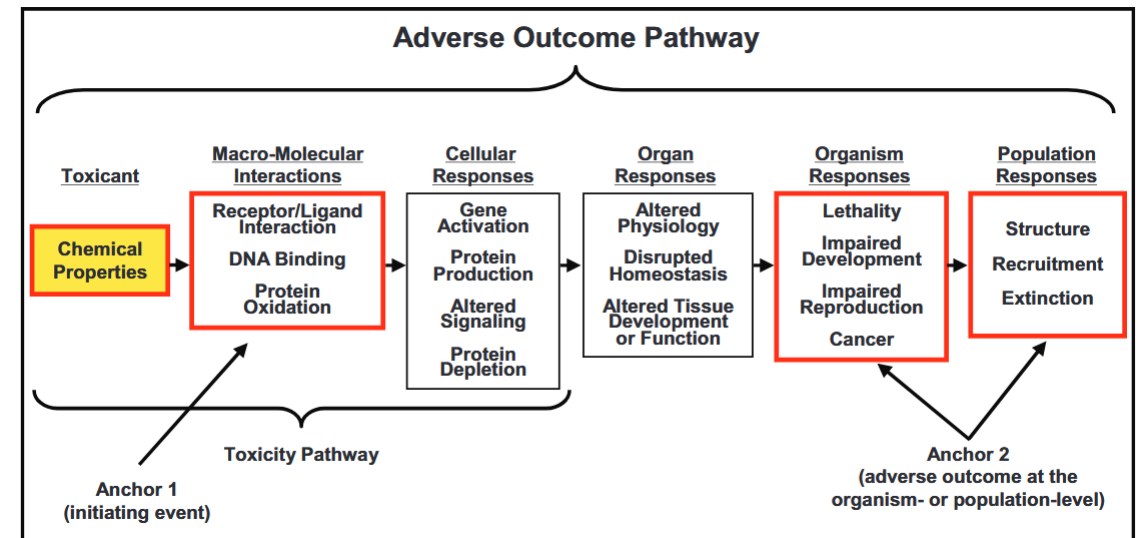 Adverse Outcome Pathway
Toxicant
Macro-Molecular
Interactions
Cellular
Responses
Organ
Responses
Organism
Responses
Population
Responses
Chemical
Properties
Receptor/Ligand
Interaction
DNA Binding
Protein
Oxidation
Gene
Activation
Protein
Production
Altered
Signaling
Protein
Depletion
Altered
Physiology
Disrupted
Homeostasis
Altered Tissue
Development
or Function
Lethality
Impaired
Development
Impaired
Reproduction
Cancer
Structure
Recruitment
Extinction
Toxicity Pathway
Anchor 1
(initiating event)
Anchor 2
(adverse outcome at the
organism- or population-level)